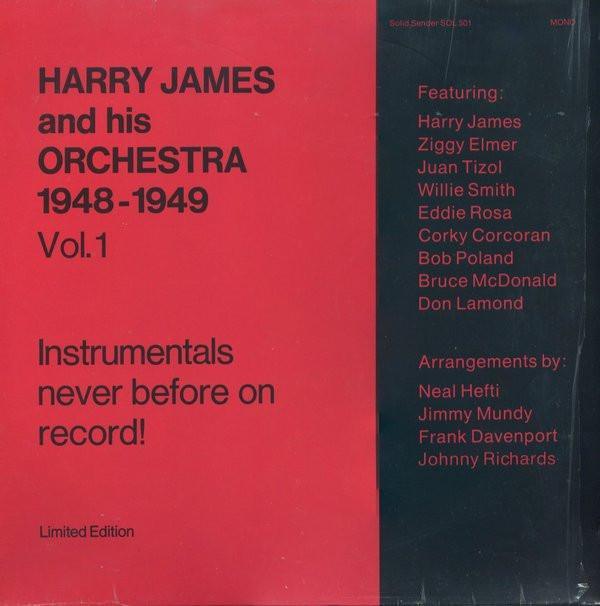 HARRY JAMES
and his
ORCHESTRA
1948-1949
Vol.1
Instrumentals
never before on
record!
Limited Edition
Solid Sender SOL 501
MONO
Featuring:
Harry James
Ziggy Elmer
Juan Tizol
Willie Smith
Eddie Rosa
Corky Corcoran
Bob Poland
Bruce McDonald
Don Lamond
Arrangements by:
Neal Hefti
Jimmy Mundy
Frank Davenport
Johnny Richards